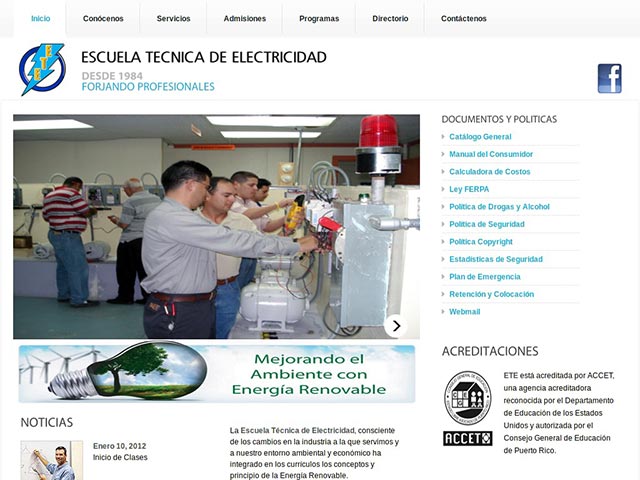 Inicio
Conócenos
Servicios
Admisiones
Programas
Directorio
Contáctenos
ETE
ESCUELA TECNICA DE ELECTRICIDAD
DESDE 1984
FORJANDO PROFESIONALES
DOCUMENTOS Y POLITICAS
Catálogo General
Manual del Consumidor
Calculadora de Costos
Ley FERPA
Política de Drogas y Alcohol
Política de Seguridad
Política Copyright
Estadísticas de Seguridad
Plan de Emergencia
Retención y Colocación
Webmail
Mejorando el
Ambiente con
Energía Renovable
NOTICIAS
Enero 10, 2012
Inicio de Clases
La Escuela Técnica de Electricidad, consciente
de los cambios en la industria a la que servimos y
a nuestro entorno ambiental y económico ha
integrado en los currículos los conceptos y
principio de la Energía Renovable.
ACREDITACIONES
ACCET
ETE está acreditada por ACCET,
una agencia acreditadora
reconocida por el Departamento
de Educación de los Estados
Unidos y autorizada por el
Consejo General de Educación
de Puerto Rico.